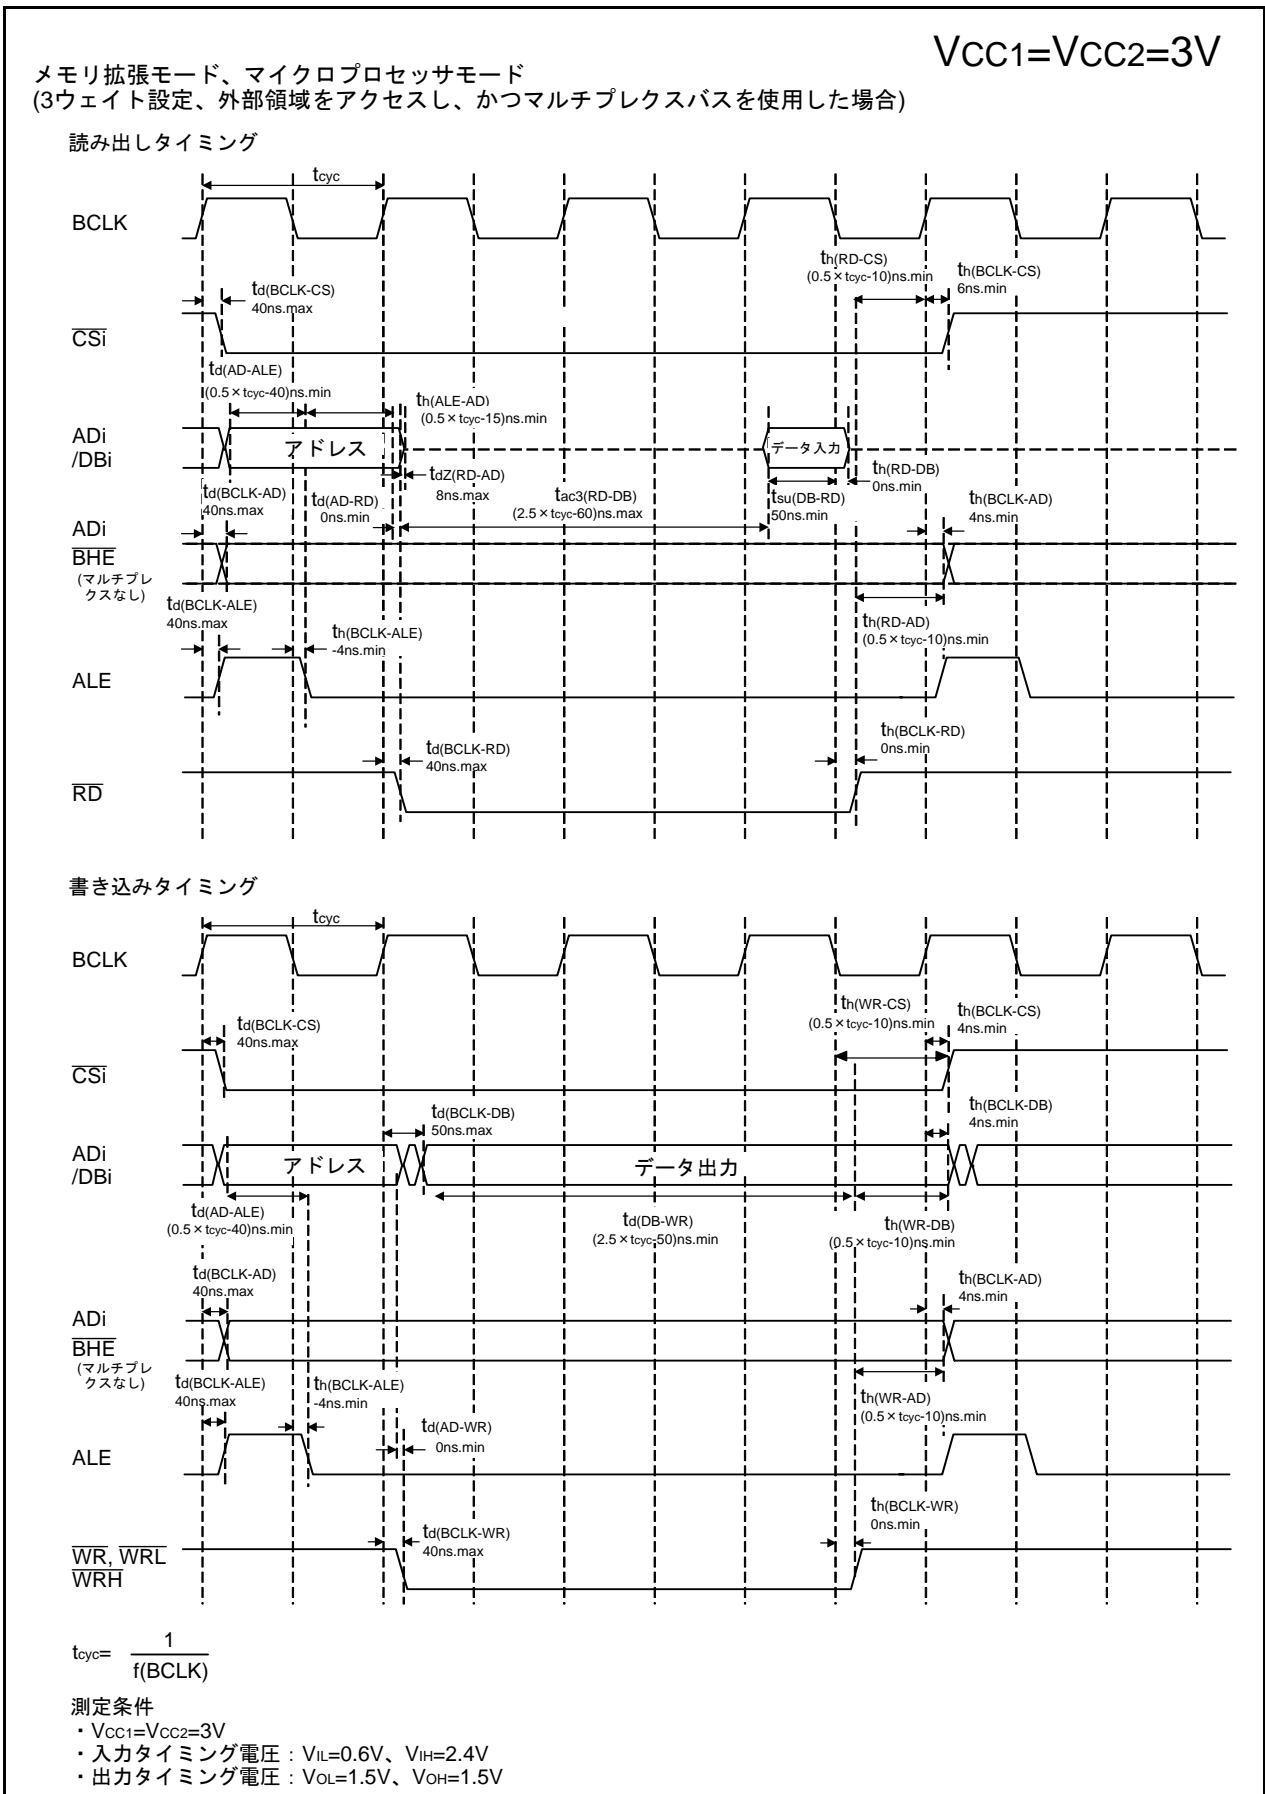 VCC1=VCC2=3V
メモリ拡張モード、マイクロプロセッサモード
(3ウェイト設定、外部領域をアクセスし、かつマルチプレクスバスを使用した場合)
読み出しタイミング
tcyc
BCLK
th(RD-CS)
(0.5×tcyc-10)ns.min
th(BCLK-CS)
6ns.min
td(BCLK-CS)
40ns.max
CSi
td(AD-ALE)
(0.5×tcyc-40)ns.min
th(ALE-AD)
(0.5×tcyc-15)ns.min
ADi
/DBi
アドレス
データ入力
tdZ(RD-AD)
8ns.max
th(RD-DB)
0ns.min
td(BCLK-AD)
40ns.max
td(AD-RD)
0ns.min
tac3(RD-DB)
(2.5×tcyc-60)ns.max
tsu(DB-RD)
50ns.min
th(BCLK-AD)
4ns.min
ADi
BHE
(マルチプレ
クスなし)
td(BCLK-ALE)
40ns.max
th(BCLK-ALE)
-4ns.min
th(RD-AD)
(0.5×tcyc-10)ns.min
ALE
td(BCLK-RD)
40ns.max
th(BCLK-RD)
0ns.min
RD
書き込みタイミング
tcyc
BCLK
th(WR-CS)
(0.5×tcyc-10)ns.min
th(BCLK-CS)
4ns.min
td(BCLK-CS)
40ns.max
CSi
td(BCLK-DB)
50ns.max
th(BCLK-DB)
4ns.min
ADi
/DBi
アドレス
データ出力
td(AD-ALE)
(0.5×tcyc-40)ns.min
td(DB-WR)
(2.5×tcyc-50)ns.min
th(WR-DB)
(0.5×tcyc-10)ns.min
td(BCLK-AD)
40ns.max
th(BCLK-AD)
4ns.min
ADi
BHE
(マルチプレ
クスなし)
td(BCLK-ALE)
40ns.max
th(BCLK-ALE)
-4ns.min
th(WR-AD)
(0.5×tcyc-10)ns.min
td(AD-WR)
0ns.min
ALE
td(BCLK-WR)
40ns.max
th(BCLK-WR)
0ns.min
WR, WRL
WRH
tcyc= 1
f(BCLK)
測定条件
・VCC1=VCC2=3V
・入力タイミング電圧：VIL=0.6V、VIH=2.4V
・出力タイミング電圧：VOL=1.5V、VOH=1.5V